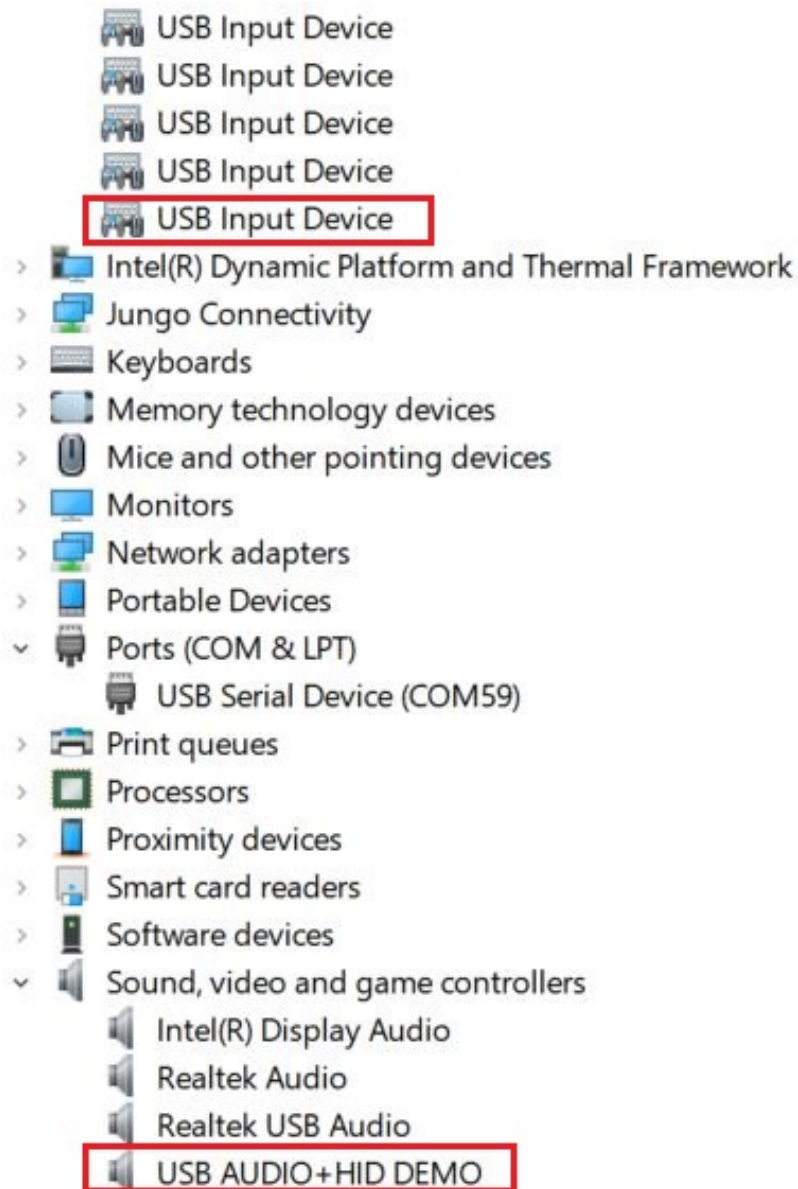 USB Input Device
USB Input Device
USB Input Device
USB Input Device
USB Input Device
Intel(R) Dynamic Platform and Thermal Framework
Jungo Connectivity
Keyboards
Memory technology devices
Mice and other pointing devices
Monitors
Network adapters
Portable Devices
Ports (COM & LPT)
USB Serial Device (COM59)
Print queues
Processors
Proximity devices
Smart card readers
Software devices
Sound, video and game controllers
Intel(R) Display Audio
Realtek Audio
Realtek USB Audio
USB AUDIO+HID DEMO